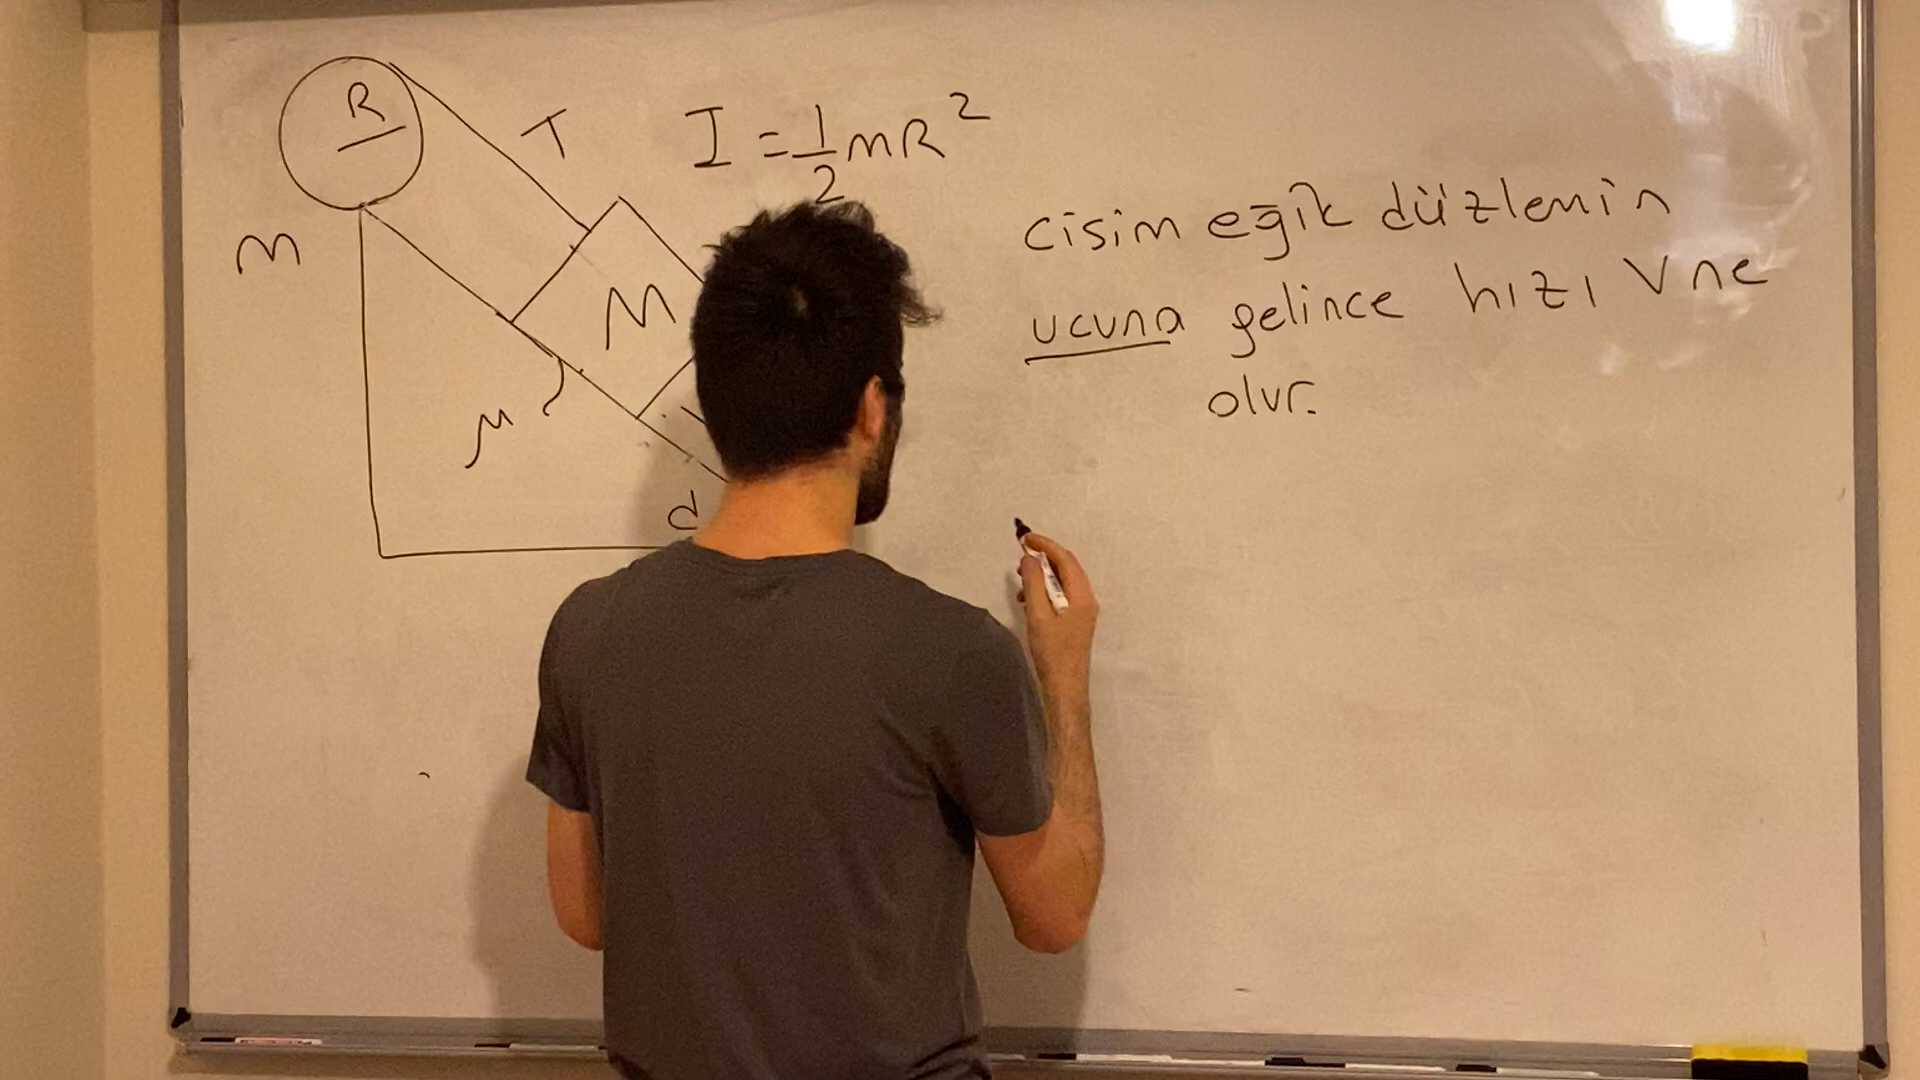 R
T
I = 1/2 mR²
m
M
μ
d
cisim eğik düzlemin
ucuna gelince hızı V ne
olur.